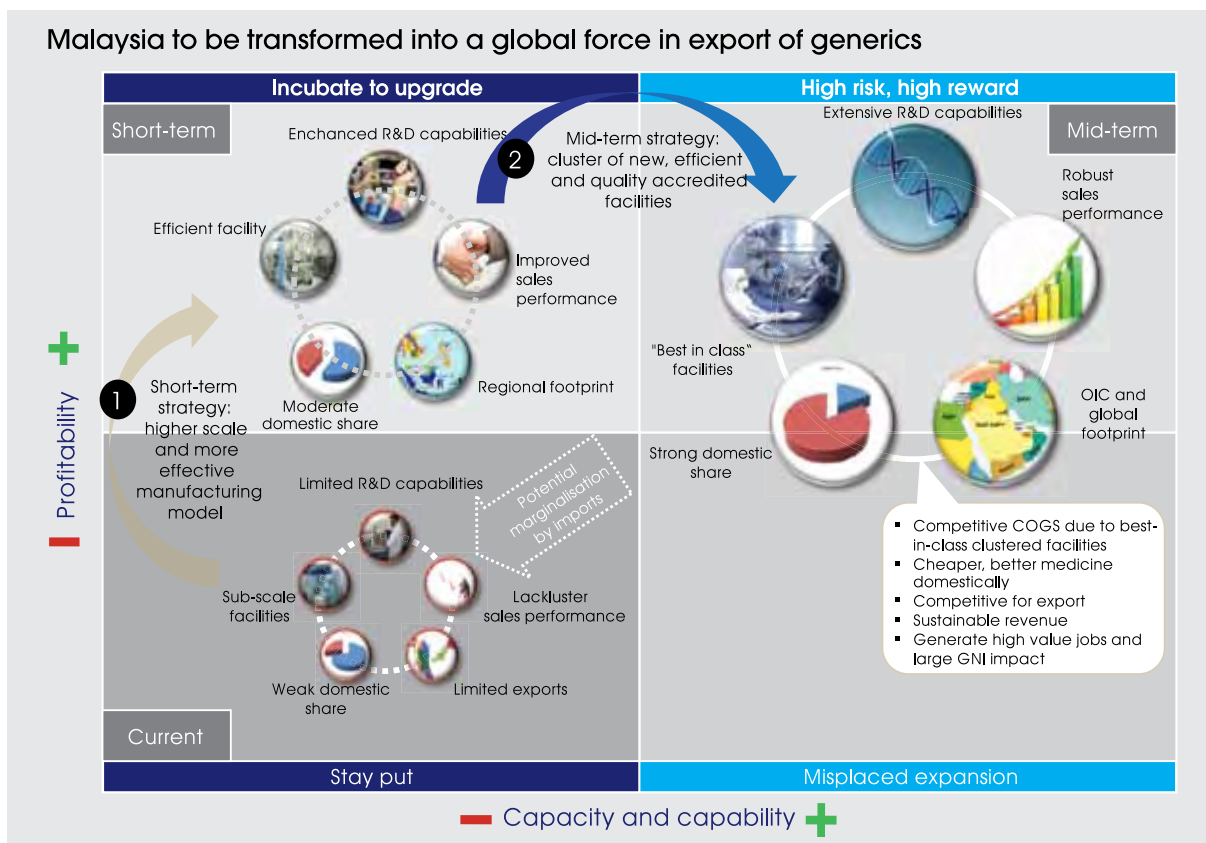 Malaysia to be transformed into a global force in export of generics
Incubate to upgrade
High risk, high reward
Short-term
Enchanced R&D capabilities
Efficient facility
Improved
sales
performance
Regional footprint
Moderate
domestic share
2
Mid-term strategy:
cluster of new, efficient
and quality accredited
facilities
Extensive R&D capabilities
Mid-term
Robust
sales
performance
"Best in class"
facilities
OIC and
global
footprint
Strong domestic
share
1
Short-term
strategy:
higher scale
and more
effective
manufacturing
model
Profitability
Limited R&D capabilities
Potential
marginalisation
by imports
Sub-scale
facilities
Lackluster
sales performance
Weak domestic
share
Limited exports
Current
▪ Competitive COGS due to best-
in-class clustered facilities
▪ Cheaper, better medicine
domestically
▪ Competitive for export
▪ Sustainable revenue
▪ Generate high value jobs and
large GNI impact
Stay put
Misplaced expansion
Capacity and capability